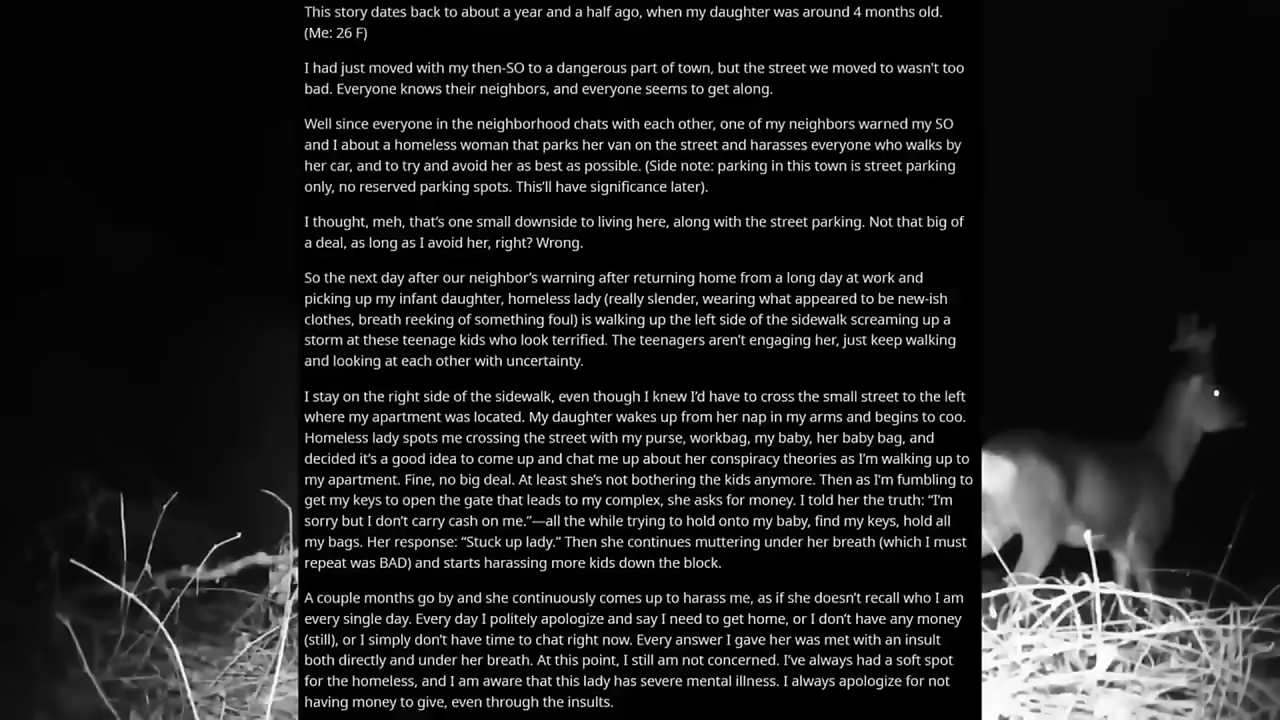 This story dates back to about a year and a half ago, when my daughter was around 4 months old.
(Me: 26 F)
I had just moved with my then-SO to a dangerous part of town, but the street we moved to wasn't too
bad. Everyone knows their neighbors, and everyone seems to get along.
Well since everyone in the neighborhood chats with each other, one of my neighbors warned my SO
and I about a homeless woman that parks her van on the street and harasses everyone who walks by
her car, and to try and avoid her as best as possible. (Side note: parking in this town is street parking
only, no reserved parking spots. This'll have significance later).
I thought, meh, that's one small downside to living here, along with the street parking. Not that big of
a deal, as long as I avoid her, right? Wrong.
So the next day after our neighbor's warning after returning home from a long day at work and
picking up my infant daughter, homeless lady (really slender, wearing what appeared to be new-ish
clothes, breath reeking of something foul) is walking up the left side of the sidewalk screaming up a
storm at these teenage kids who look terrified. The teenagers aren't engaging her, just keep walking
and looking at each other with uncertainty.
I stay on the right side of the sidewalk, even though I knew I'd have to cross the small street to the left
where my apartment was located. My daughter wakes up from her nap in my arms and begins to coo.
Homeless lady spots me crossing the street with my purse, workbag, my baby, her baby bag, and
decided it's a good idea to come up and chat me up about her conspiracy theories as I'm walking up to
my apartment. Fine, no big deal. At least she's not bothering the kids anymore. Then as I'm fumbling to
get my keys to open the gate that leads to my complex, she asks for money. I told her the truth: “I'm
sorry but I don't carry cash on me.”—all the while trying to hold onto my baby, find my keys, hold all
my bags. Her response: “Stuck up lady.” Then she continues muttering under her breath (which I must
repeat was BAD) and starts harassing more kids down the block.
A couple months go by and she continuously comes up to harass me, as if she doesn't recall who I am
every single day. Every day I politely apologize and say I need to get home, or I don't have any money
(still), or I simply don't have time to chat right now. Every answer I gave her was met with an insult
both directly and under her breath. At this point, I still am not concerned. I've always had a soft spot
for the homeless, and I am aware that this lady has severe mental illness. I always apologize for not
having money to give, even through the insults.